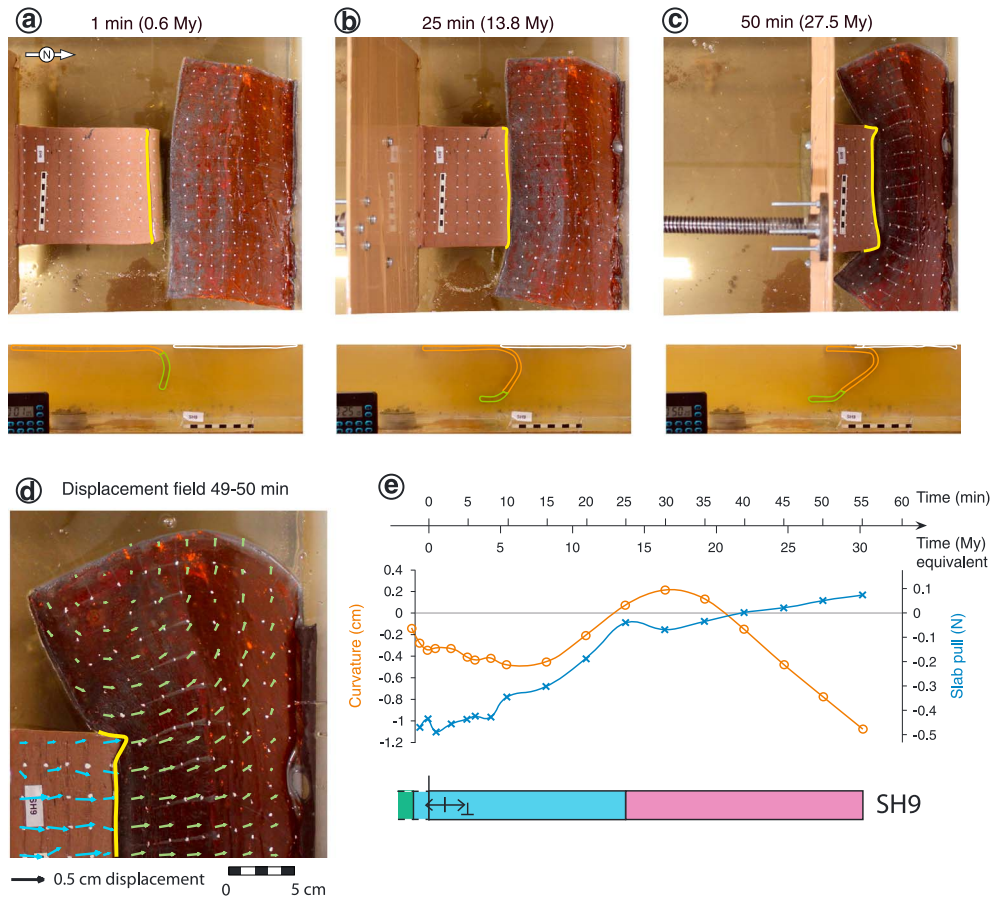 a 1 min (0.6 My)
b 25 min (13.8 My)
c 50 min (27.5 My)
N
SH9
SH9
SH9
SH9
SH9
d Displacement field 49-50 min
SH9
0.5 cm displacement
0 5 cm
e
0 5 10 15 20 25 30 35 40 45 50 55 60 Time (min)
0 5 10 15 20 25 30 Time (My)
equivalent
0.4
0.2
0
-0.2
-0.4
-0.6
-0.8
-1
-1.2
Curvature (cm)
0.1
0
-0.1
-0.2
-0.3
-0.4
-0.5
Slab pull (N)
SH9